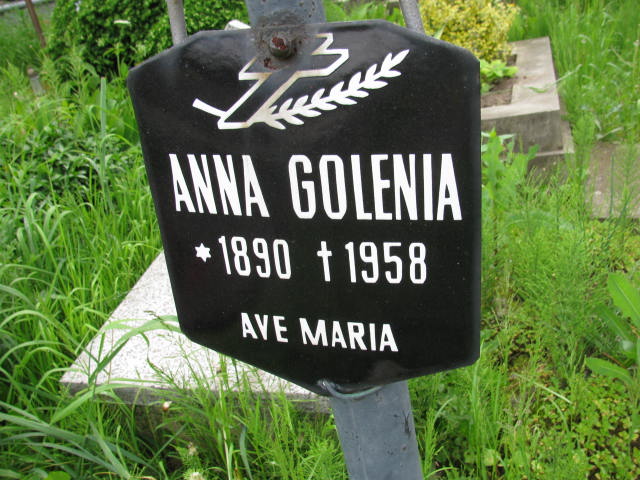 ANNA GOLENIA
* 1890 † 1958
AVE MARIA